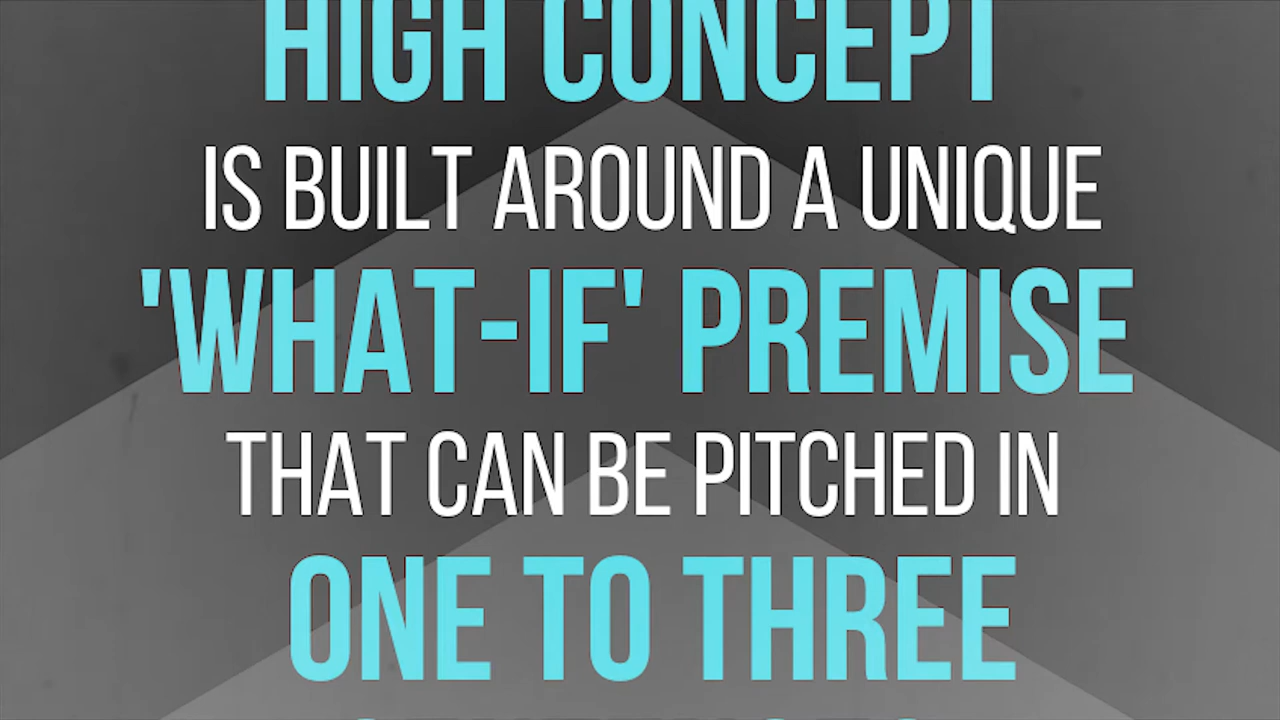 HIGH CONCEPT
IS BUILT AROUND A UNIQUE
'WHAT-IF' PREMISE
THAT CAN BE PITCHED IN
ONE TO THREE